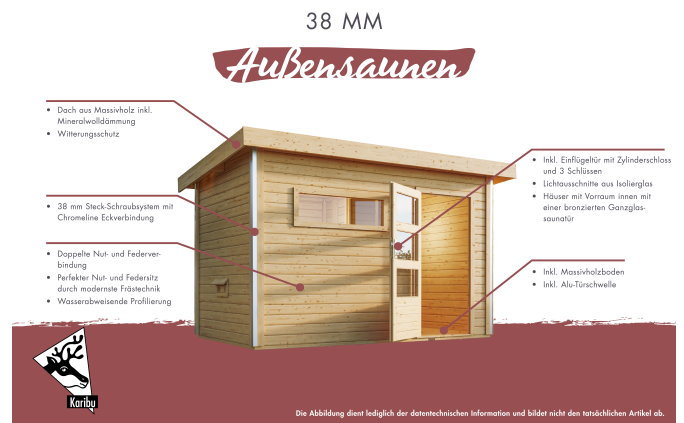 38 MM
Außensaunen
• Dach aus Massivholz inkl.
Mineralwolldämmung
• Witterungsschutz
• 38 mm Steck-Schraubsystem mit
Chromeline Eckverbindung
• Doppelte Nut- und Federver-
bindung
• Perfekter Nut- und Federsitz
durch modernste Frästechnik
• Wasserabweisende Profilierung
• Inkl. Einflügeltür mit Zylinderschloss
und 3 Schlüssen
• Lichtausschnitte aus Isolierglas
• Häuser mit Vorraum innen mit
einer bronzierten Ganzglas-
saunatür
• Inkl. Massivholzboden
• Inkl. Alu-Türschwelle
Karibu
Die Abbildung dient lediglich der datentechnischen Information und bildet nicht den tatsächlichen Artikel ab.